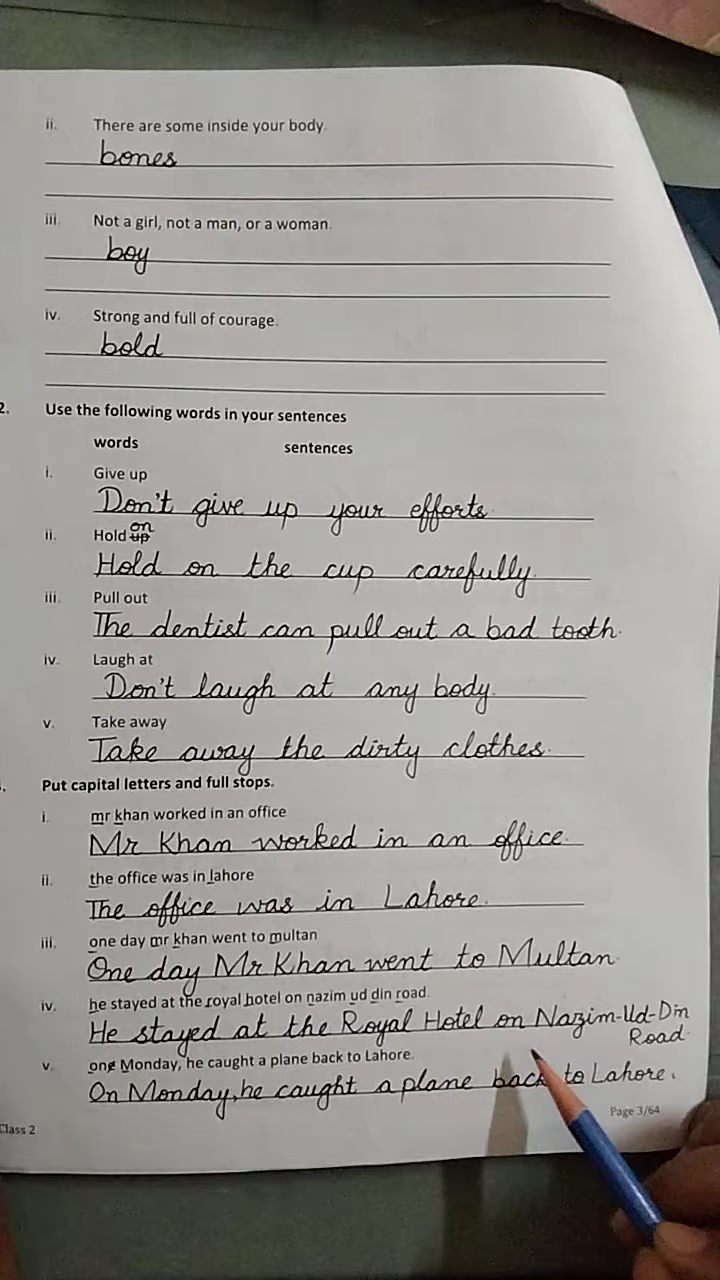 ii. There are some inside your body.
bones
iii. Not a girl, not a man, or a woman.
boy
iv. Strong and full of courage.
bold
2. Use the following words in your sentences
words sentences
i. Give up
Don't give up your efforts.
ii. Hold up on
Hold on the cup carefully.
iii. Pull out
The dentist can pull out a bad tooth.
iv. Laugh at
Don't laugh at any body.
v. Take away
Take away the dirty clothes.
. Put capital letters and full stops.
i. mr khan worked in an office
Mr Khan worked in an office.
ii. the office was in lahore
The office was in Lahore.
iii. one day mr khan went to multan
One day Mr Khan went to Multan.
iv. he stayed at the royal hotel on nazim ud din road.
He stayed at the Royal Hotel on Nazim-Ud-Din
Road.
v. one Monday, he caught a plane back to Lahore.
On Monday, he caught a plane back to Lahore.
Page 3/64
Class 2